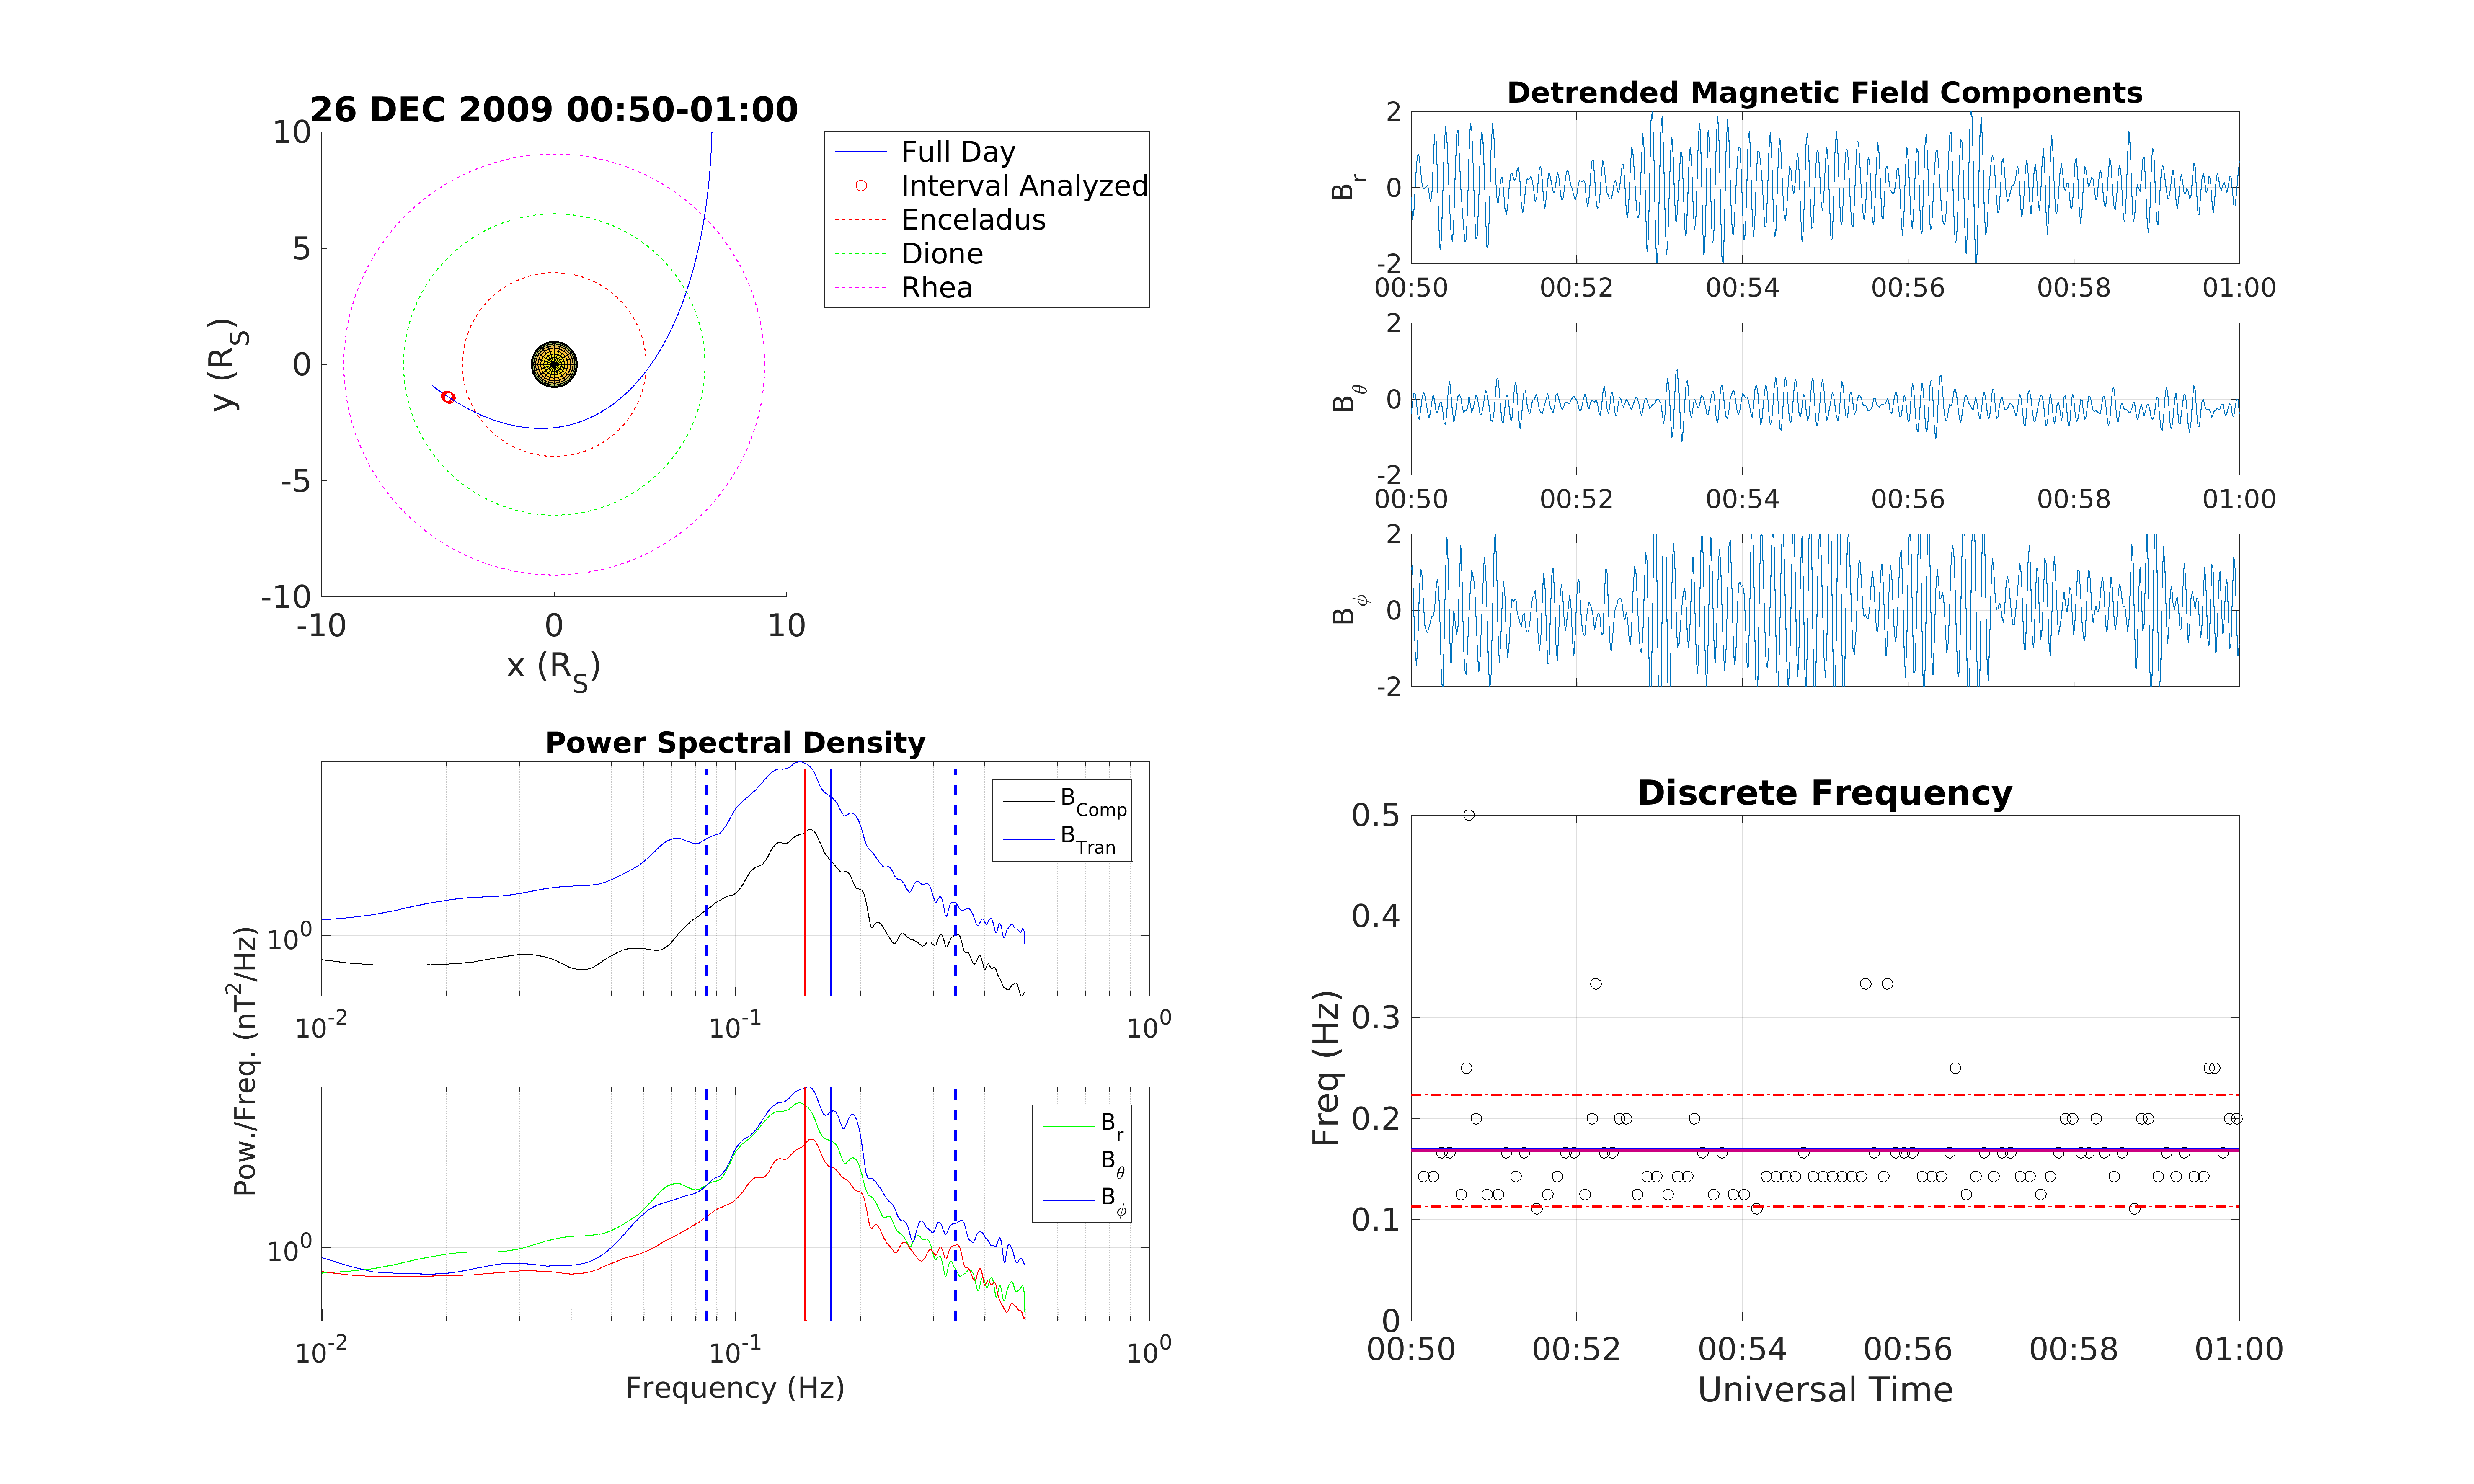 26 DEC 2009 00:50-01:00
10
5
0
-5
-10
-10 0 10
y (R_S)
x (R_S)
Full Day
Interval Analyzed
Enceladus
Dione
Rhea
Detrended Magnetic Field Components
2
0
-2
B_r
00:50 00:52 00:54 00:56 00:58 01:00
2
0
-2
B_θ
00:50 00:52 00:54 00:56 00:58 01:00
2
0
-2
B_ϕ
Power Spectral Density
B_Comp
B_Tran
10^0
10^-2 10^-1 10^0
Pow./Freq. (nT^2/Hz)
B_r
B_θ
B_ϕ
10^0
10^-2 10^-1 10^0
Frequency (Hz)
Discrete Frequency
0.5
0.4
0.3
0.2
0.1
0
Freq (Hz)
00:50 00:52 00:54 00:56 00:58 01:00
Universal Time